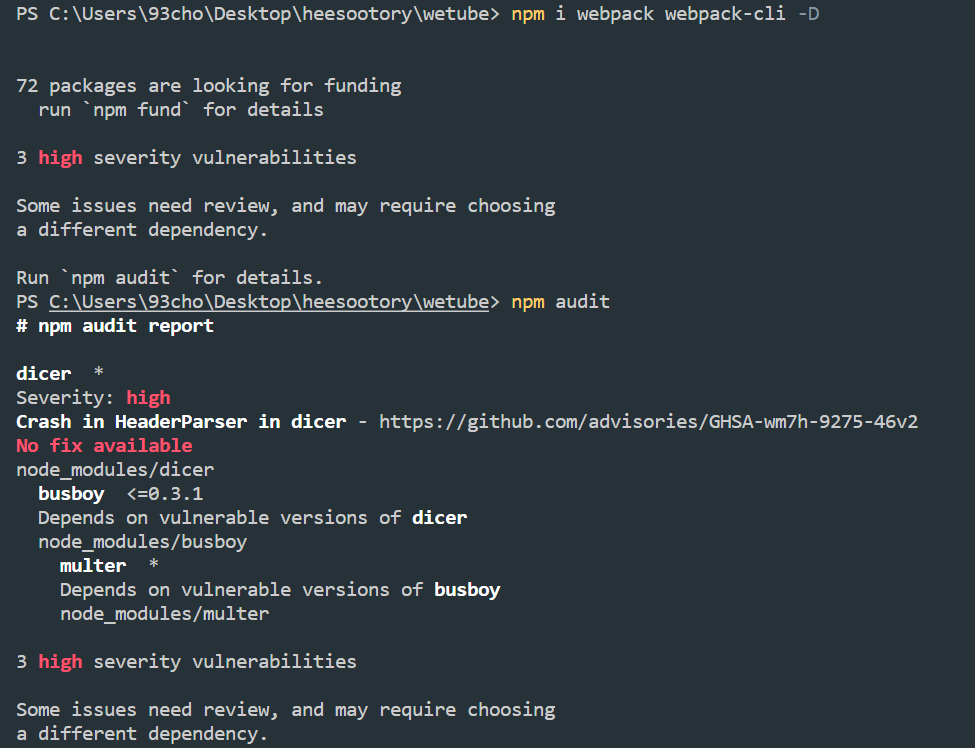 PS C:\Users\93cho\Desktop\heesootory\wetube> npm i webpack webpack-cli -D
72 packages are looking for funding
run `npm fund` for details
3 high severity vulnerabilities
Some issues need review, and may require choosing
a different dependency.
Run `npm audit` for details.
PS C:\Users\93cho\Desktop\heesootory\wetube> npm audit
# npm audit report
dicer *
Severity: high
Crash in HeaderParser in dicer - https://github.com/advisories/GHSA-wm7h-9275-46v2
No fix available
node_modules/dicer
busboy <=0.3.1
Depends on vulnerable versions of dicer
node_modules/busboy
multer *
Depends on vulnerable versions of busboy
node_modules/multer
3 high severity vulnerabilities
Some issues need review, and may require choosing
a different dependency.